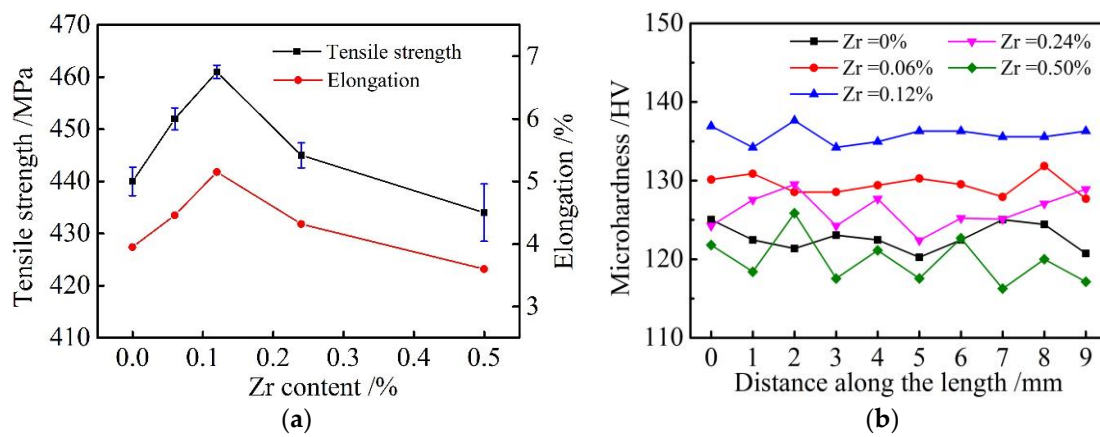 470
460
450
440
430
420
410
Tensile strength /MPa
Tensile strength
Elongation
7
6
5
4
3
Elongation /%
0.0 0.1 0.2 0.3 0.4 0.5
Zr content /%
(a)
150
140
130
120
110
Microhardness /HV
Zr =0% Zr =0.24%
Zr =0.06% Zr =0.50%
Zr =0.12%
0 1 2 3 4 5 6 7 8 9
Distance along the length /mm
(b)